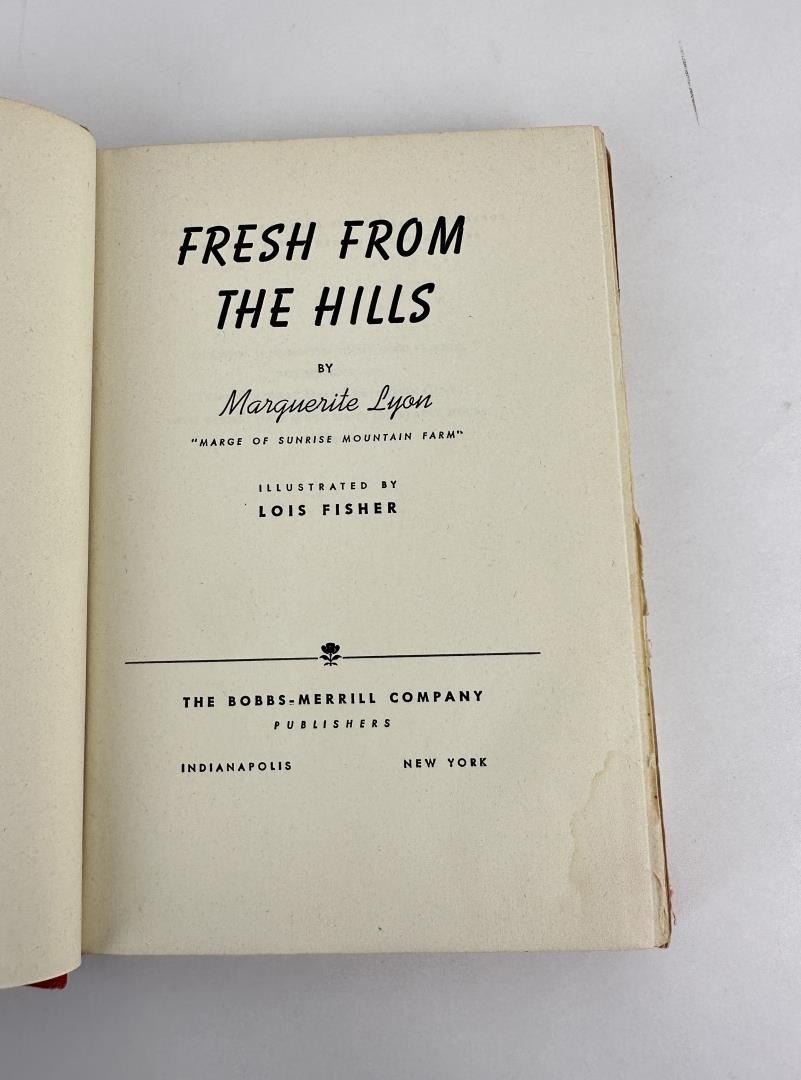 FRESH FROM
THE HILLS
BY
Marguerite Lyon
"MARGE OF SUNRISE MOUNTAIN FARM"
ILLUSTRATED BY
LOIS FISHER
THE BOBBS-MERRILL COMPANY
PUBLISHERS
INDIANAPOLIS NEW YORK